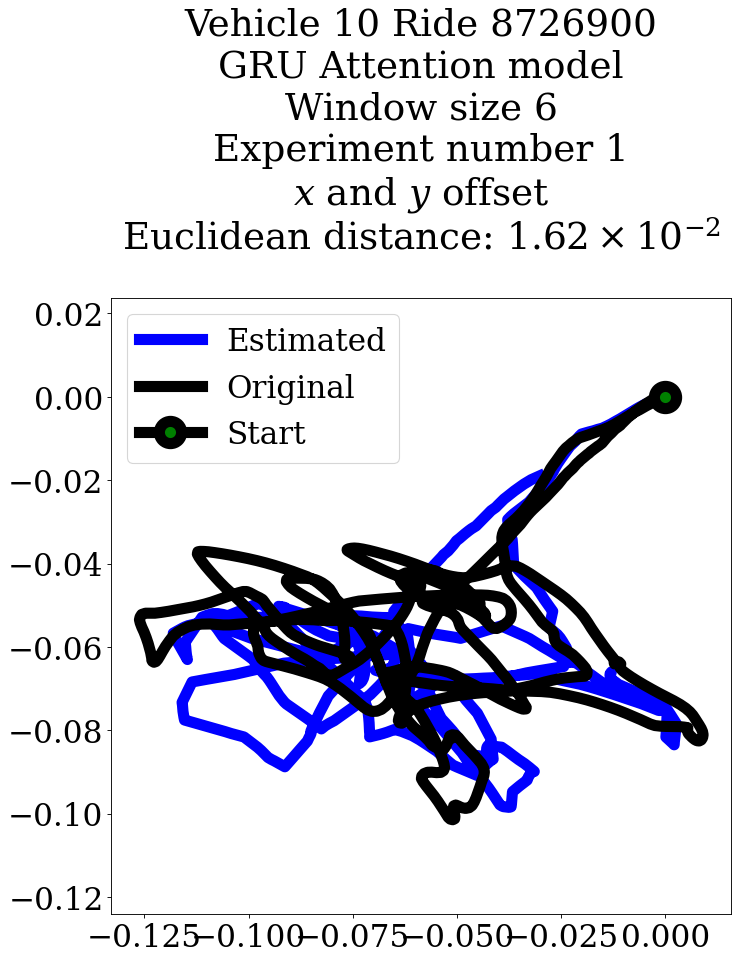 Vehicle 10 Ride 8726900
GRU Attention model
Window size 6
Experiment number 1
x and y offset
Euclidean distance: 1.62 × 10⁻²
Estimated
Original
Start
0.02
0.00
−0.02
−0.04
−0.06
−0.08
−0.10
−0.12
−0.125 −0.100 −0.075 −0.050 −0.025 0.000